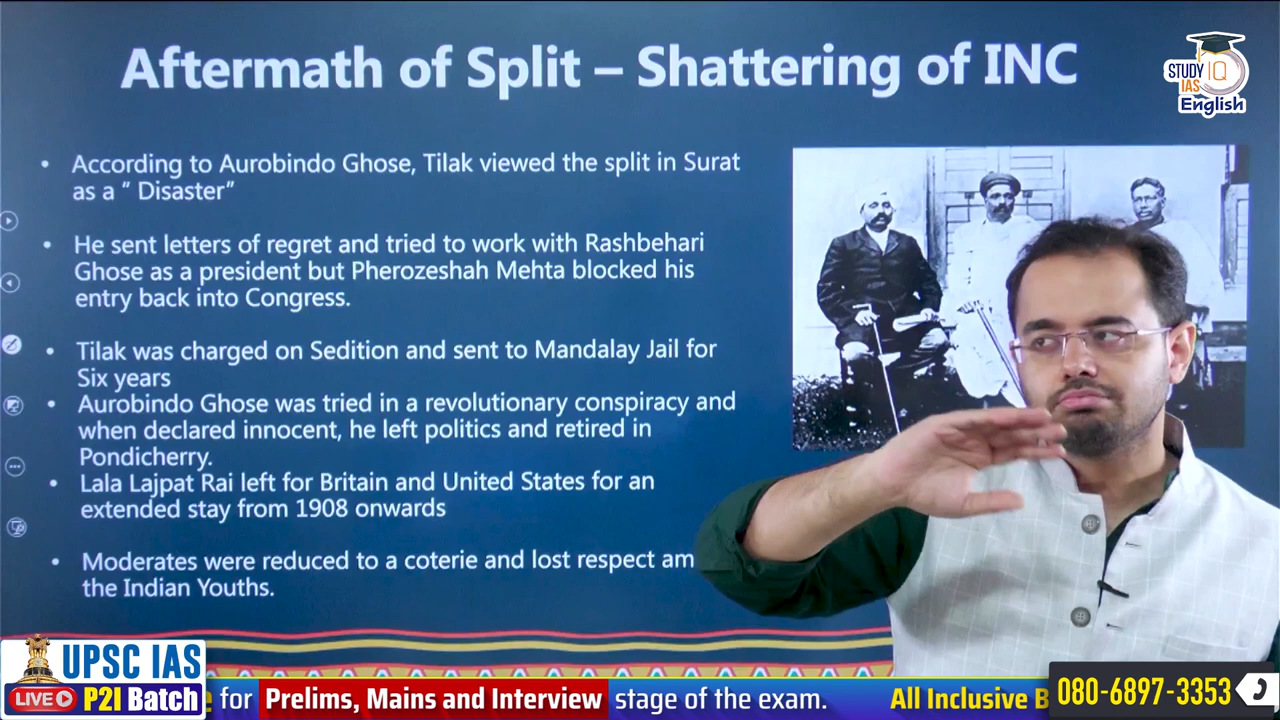 Aftermath of Split – Shattering of INC
STUDY IQ
IAS
English
• According to Aurobindo Ghose, Tilak viewed the split in Surat
as a “ Disaster”
• He sent letters of regret and tried to work with Rashbehari
Ghose as a president but Pherozeshah Mehta blocked his
entry back into Congress.
• Tilak was charged on Sedition and sent to Mandalay Jail for
Six years
• Aurobindo Ghose was tried in a revolutionary conspiracy and
when declared innocent, he left politics and retired in
Pondicherry.
• Lala Lajpat Rai left for Britain and United States for an
extended stay from 1908 onwards
• Moderates were reduced to a coterie and lost respect am
the Indian Youths.
UPSC IAS
LIVE P2I Batch
e for Prelims, Mains and Interview stage of the exam. All Inclusive B
080-6897-3353